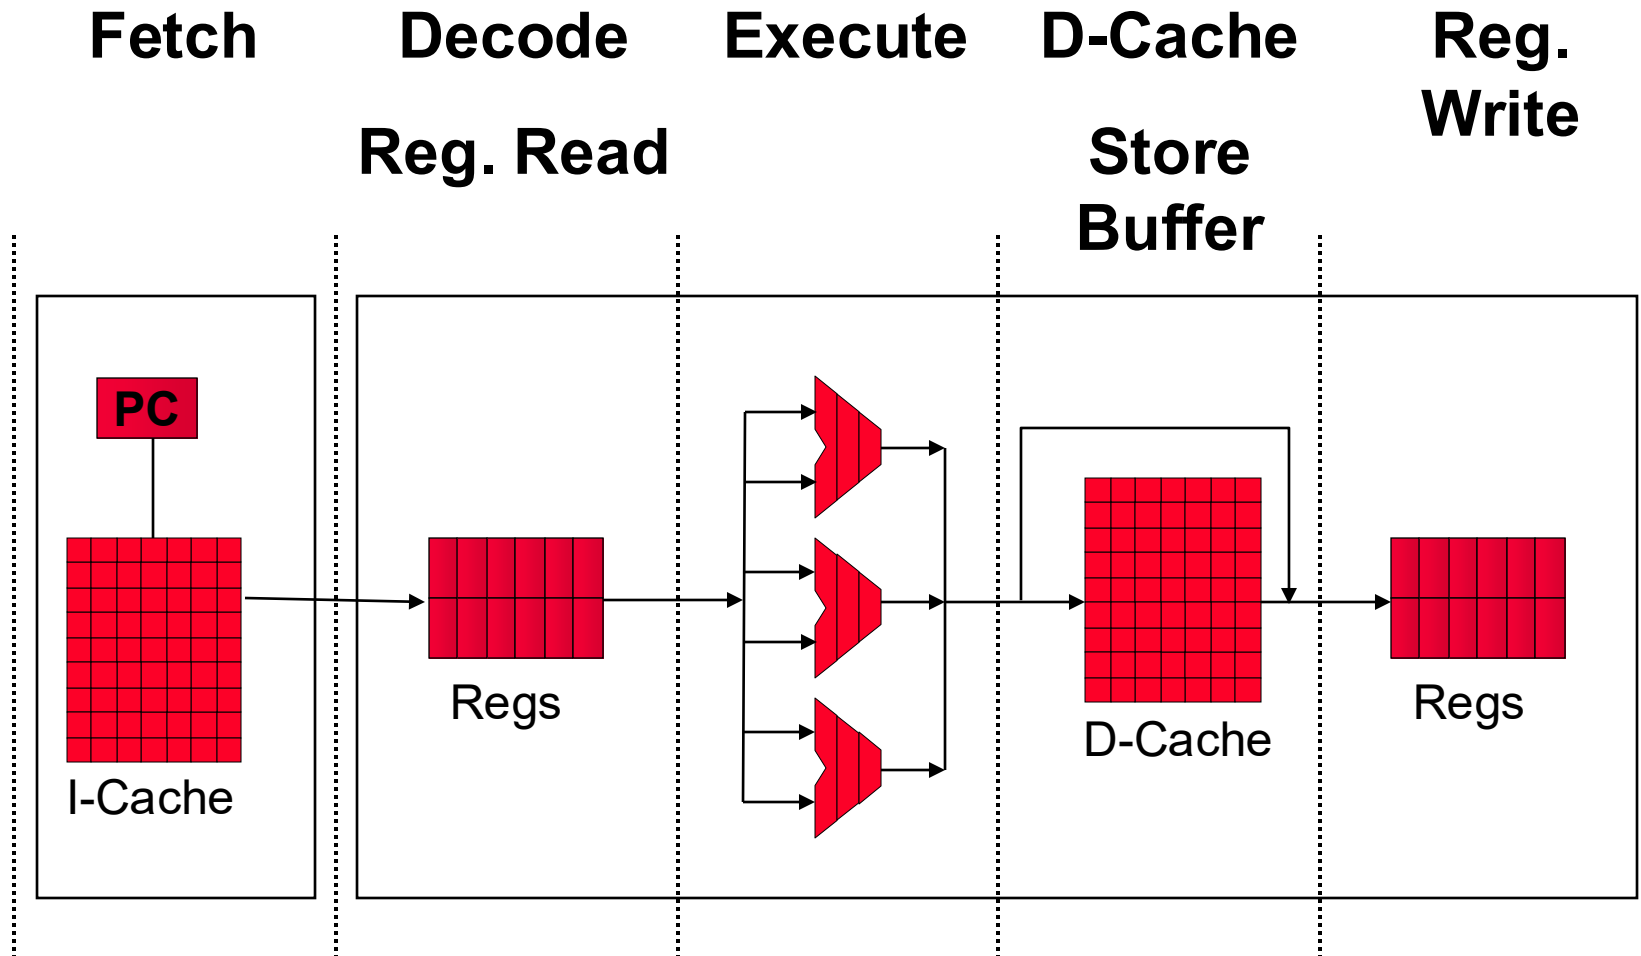 Fetch
Decode
Reg. Read
Execute
D-Cache
Store
Buffer
Reg.
Write
PC
I-Cache
Regs
D-Cache
Regs